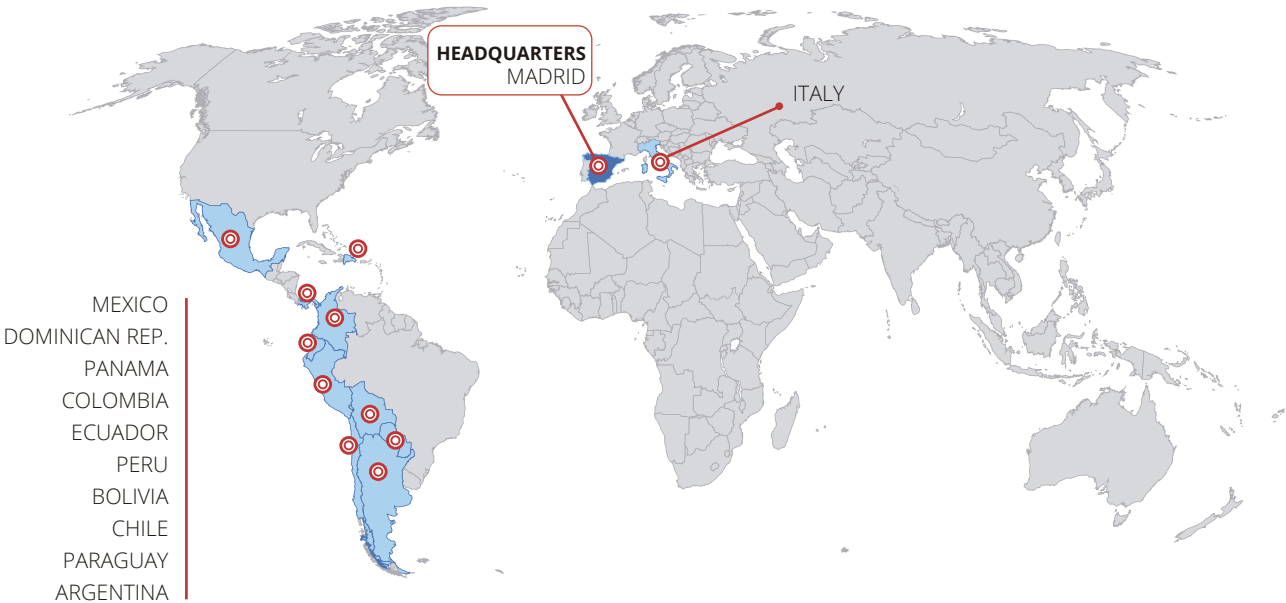 HEADQUARTERS
MADRID
ITALY
MEXICO
DOMINICAN REP.
PANAMA
COLOMBIA
ECUADOR
PERU
BOLIVIA
CHILE
PARAGUAY
ARGENTINA